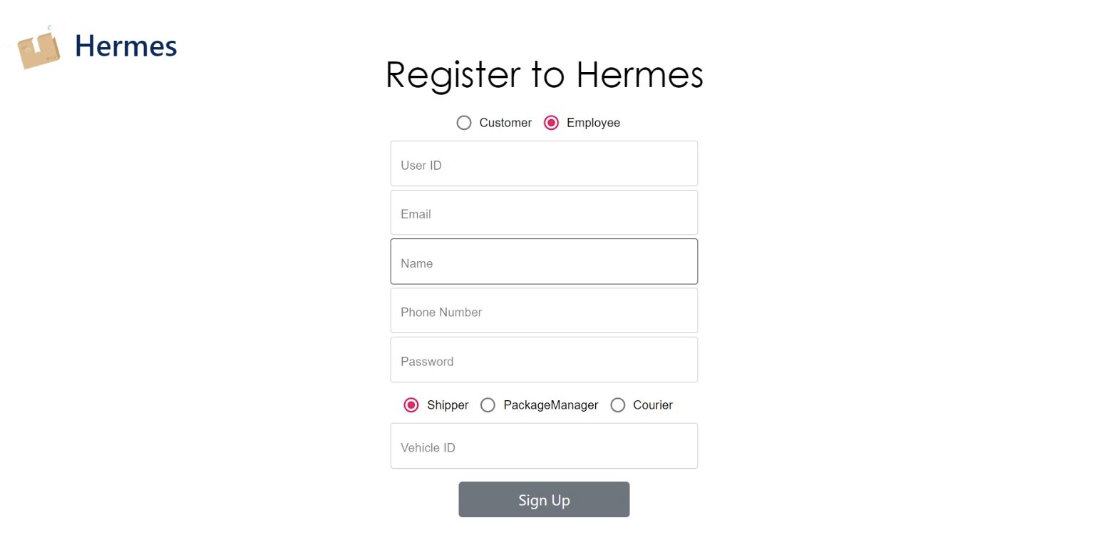 Hermes
Register to Hermes
Customer Employee
User ID
Email
Name
Phone Number
Password
Shipper PackageManager Courier
Vehicle ID
Sign Up